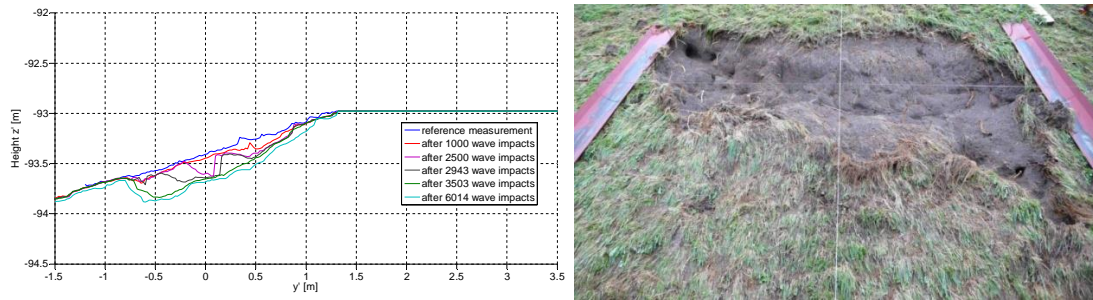 -92
-92.5
-93
-93.5
-94
-94.5
Height z' [m]
reference measurement
after 1000 wave impacts
after 2500 wave impacts
after 2943 wave impacts
after 3503 wave impacts
after 6014 wave impacts
-1.5 -1 -0.5 0 0.5 1 1.5 2 2.5 3 3.5
y' [m]